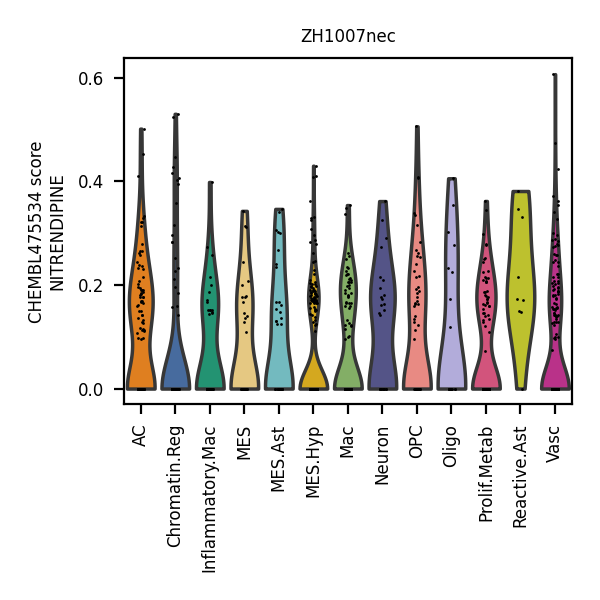 ZH1007nec
CHEMBL475534 score
NITRENDIPINE
0.6
0.4
0.2
0.0
AC
Chromatin.Reg
Inflammatory.Mac
MES
MES.Ast
MES.Hyp
Mac
Neuron
OPC
Oligo
Prolif.Metab
Reactive.Ast
Vasc